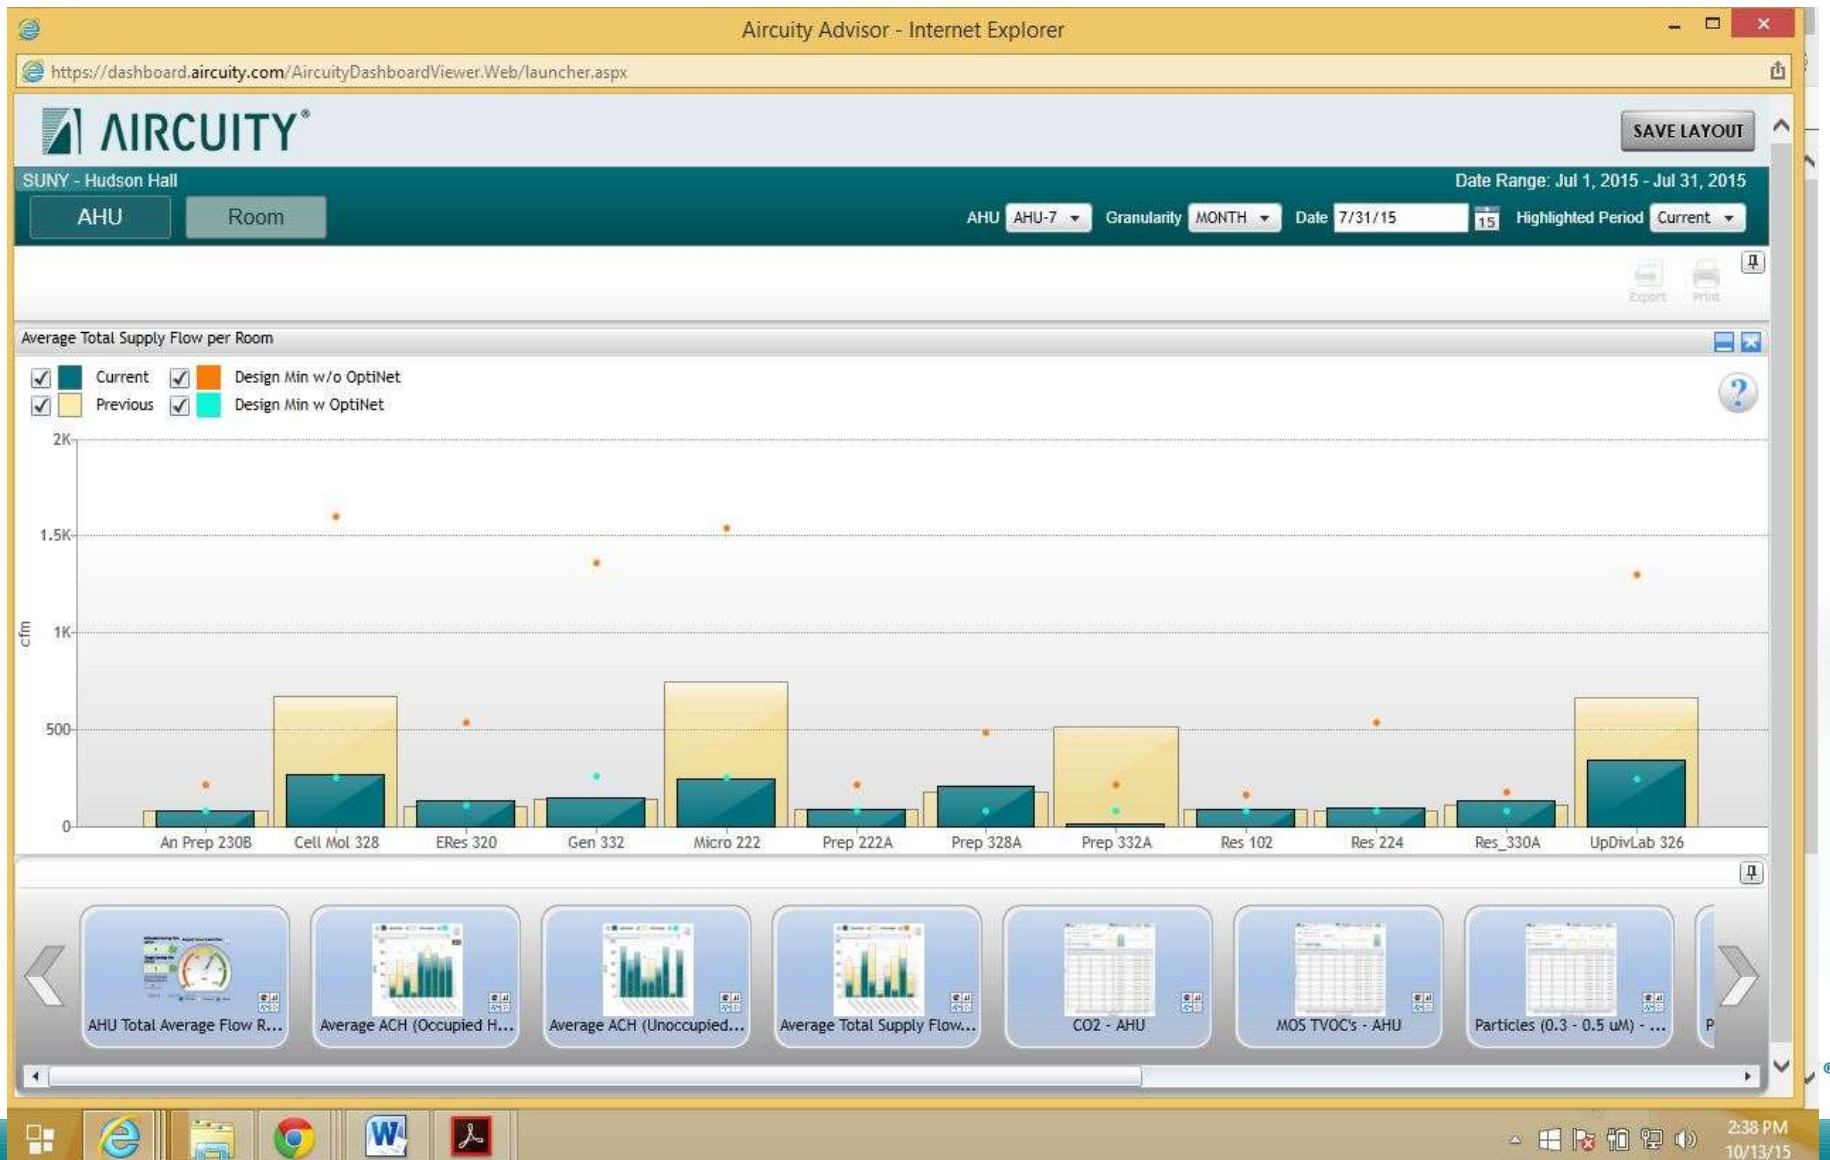 Aircuity Advisor - Internet Explorer
https://dashboard.aircuity.com/AircuityDashboardViewer.Web/launcher.aspx
AIRCUITY®
SAVE LAYOUT
SUNY - Hudson Hall
Date Range: Jul 1, 2015 - Jul 31, 2015
AHU Room AHU AHU-7 Granularity MONTH Date 7/31/15 15 Highlighted Period Current
Export Print
Average Total Supply Flow per Room
Current Design Min w/o OptiNet
Previous Design Min w OptiNet
?
2K
1.5K
1K
cfm
500
0
An Prep 230B Cell Mol 328 ERes 320 Gen 332 Micro 222 Prep 222A Prep 328A Prep 332A Res 102 Res 224 Res_330A UpDivLab 326
AHU Total Average Flow R... Average ACH (Occupied H... Average ACH (Unoccupied... Average Total Supply Flow... CO2 - AHU MOS TVOC's - AHU Particles (0.3 - 0.5 uM) - ... P
®
W
2:38 PM
10/13/15